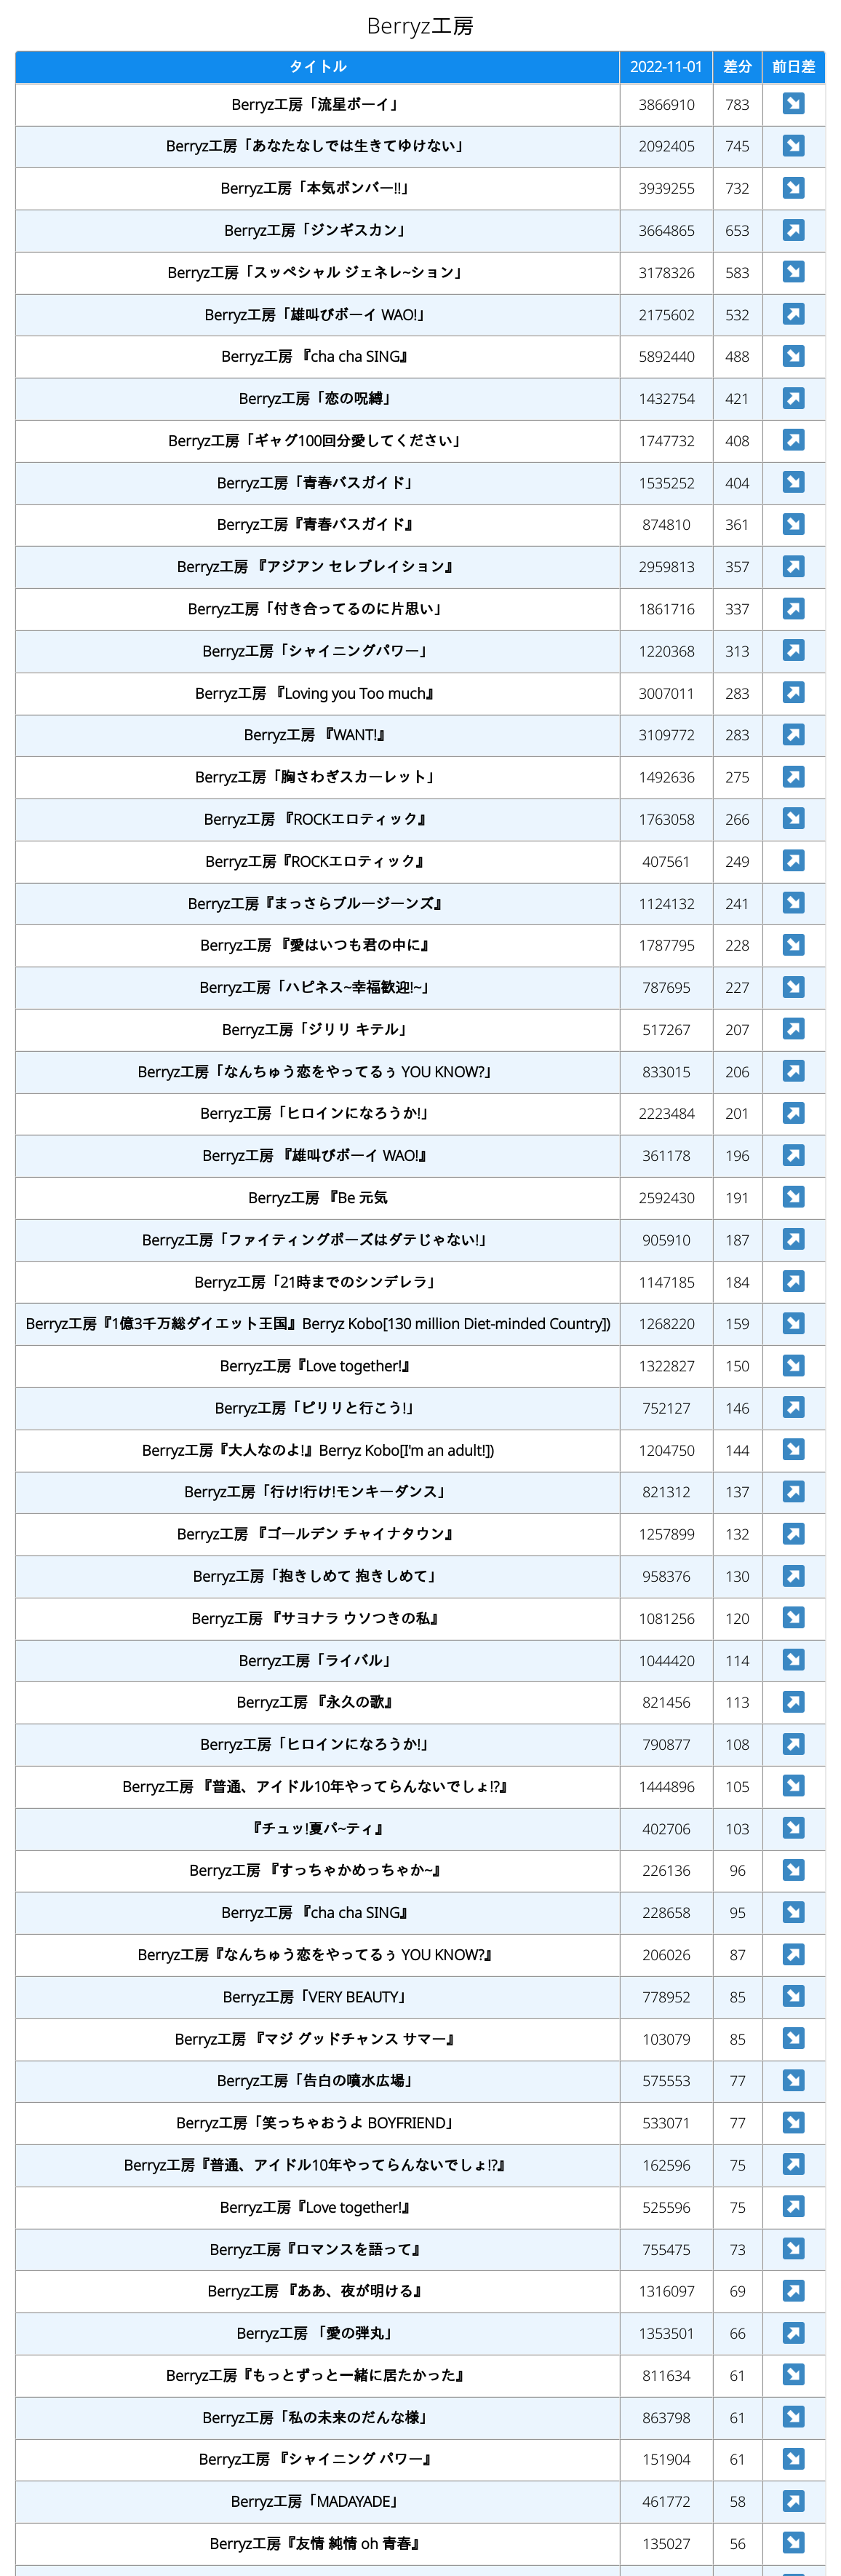 Berryz工房
タイトル 2022-11-01 差分 前日差
Berryz工房「流星ボーイ」 3866910 783 ↘
Berryz工房「あなたなしでは生きてゆけない」 2092405 745 ↘
Berryz工房「本気ボンバー!!」 3939255 732 ↘
Berryz工房「ジンギスカン」 3664865 653 ↗
Berryz工房「スッペシャル ジェネレ~ション」 3178326 583 ↘
Berryz工房「雄叫びボーイ WAO!」 2175602 532 ↗
Berryz工房 『cha cha SING』 5892440 488 ↘
Berryz工房「恋の呪縛」 1432754 421 ↗
Berryz工房「ギャグ100回分愛してください」 1747732 408 ↗
Berryz工房「青春バスガイド」 1535252 404 ↘
Berryz工房『青春バスガイド』 874810 361 ↘
Berryz工房 『アジアン セレブレイション』 2959813 357 ↗
Berryz工房「付き合ってるのに片思い」 1861716 337 ↗
Berryz工房「シャイニングパワー」 1220368 313 ↗
Berryz工房 『Loving you Too much』 3007011 283 ↗
Berryz工房 『WANT!』 3109772 283 ↗
Berryz工房「胸さわぎスカーレット」 1492636 275 ↗
Berryz工房 『ROCKエロティック』 1763058 266 ↘
Berryz工房『ROCKエロティック』 407561 249 ↗
Berryz工房『まっさらブルージーンズ』 1124132 241 ↘
Berryz工房 『愛はいつも君の中に』 1787795 228 ↘
Berryz工房「ハピネス~幸福歓迎!~」 787695 227 ↘
Berryz工房「ジリリ キテル」 517267 207 ↗
Berryz工房「なんちゅう恋をやってるぅ YOU KNOW?」 833015 206 ↗
Berryz工房「ヒロインになろうか!」 2223484 201 ↗
Berryz工房 『雄叫びボーイ WAO!』 361178 196 ↗
Berryz工房 『Be 元気 2592430 191 ↘
Berryz工房「ファイティングポーズはダテじゃない!」 905910 187 ↗
Berryz工房「21時までのシンデレラ」 1147185 184 ↗
Berryz工房『1億3千万総ダイエット王国』Berryz Kobo[130 million Diet-minded Country]) 1268220 159 ↘
Berryz工房『Love together!』 1322827 150 ↘
Berryz工房「ピリリと行こう!」 752127 146 ↗
Berryz工房『大人なのよ!』Berryz Kobo[I'm an adult!]) 1204750 144 ↘
Berryz工房「行け!行け!モンキーダンス」 821312 137 ↗
Berryz工房 『ゴールデン チャイナタウン』 1257899 132 ↗
Berryz工房「抱きしめて 抱きしめて」 958376 130 ↗
Berryz工房 『サヨナラ ウソつきの私』 1081256 120 ↘
Berryz工房「ライバル」 1044420 114 ↘
Berryz工房 『永久の歌』 821456 113 ↗
Berryz工房「ヒロインになろうか!」 790877 108 ↗
Berryz工房 『普通、アイドル10年やってらんないでしょ!?』 1444896 105 ↘
『チュッ!夏パ~ティ』 402706 103 ↘
Berryz工房 『すっちゃかめっちゃか~』 226136 96 ↘
Berryz工房 『cha cha SING』 228658 95 ↘
Berryz工房『なんちゅう恋をやってるぅ YOU KNOW?』 206026 87 ↗
Berryz工房「VERY BEAUTY」 778952 85 ↘
Berryz工房 『マジ グッドチャンス サマー』 103079 85 ↘
Berryz工房「告白の噴水広場」 575553 77 ↗
Berryz工房「笑っちゃおうよ BOYFRIEND」 533071 77 ↘
Berryz工房『普通、アイドル10年やってらんないでしょ!?』 162596 75 ↗
Berryz工房『Love together!』 525596 75 ↗
Berryz工房『ロマンスを語って』 755475 73 ↘
Berryz工房 『ああ、夜が明ける』 1316097 69 ↗
Berryz工房 「愛の弾丸」 1353501 66 ↗
Berryz工房『もっとずっと一緒に居たかった』 811634 61 ↘
Berryz工房「私の未来のだんな様」 863798 61 ↘
Berryz工房 『シャイニング パワー』 151904 61 ↘
Berryz工房「MADAYADE」 461772 58 ↗
Berryz工房『友情 純情 oh 青春』 135027 56 ↘